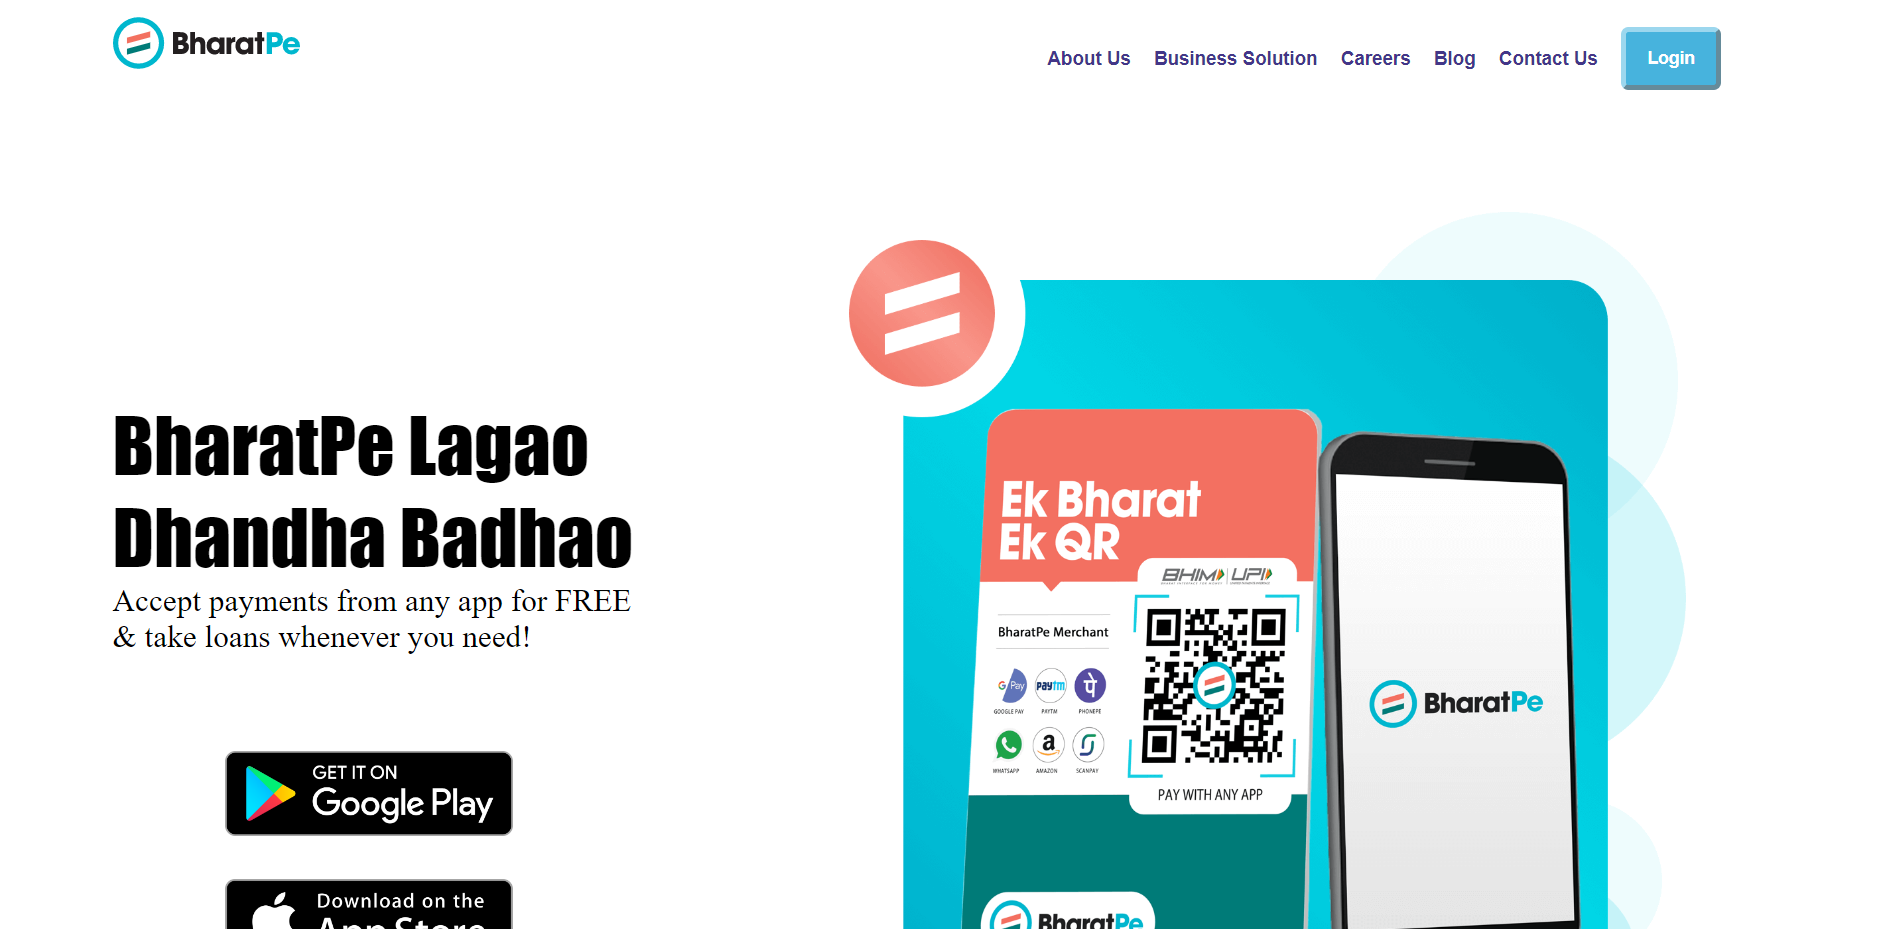 BharatPe
About Us
Business Solution
Careers
Blog
Contact Us
Login
BharatPe Lagao
Dhandha Badhao
Accept payments from any app for FREE
& take loans whenever you need!
GET IT ON
Google Play
Download on the
App Store
Ek Bharat
Ek QR
BHIM UPI
BharatPe Merchant
G Pay
paytm
GOOGLE PAY
PAYTM
PHONEPE
WHATSAPP
AMAZON
SCANPAY
PAY WITH ANY APP
BharatPe
BharatPe